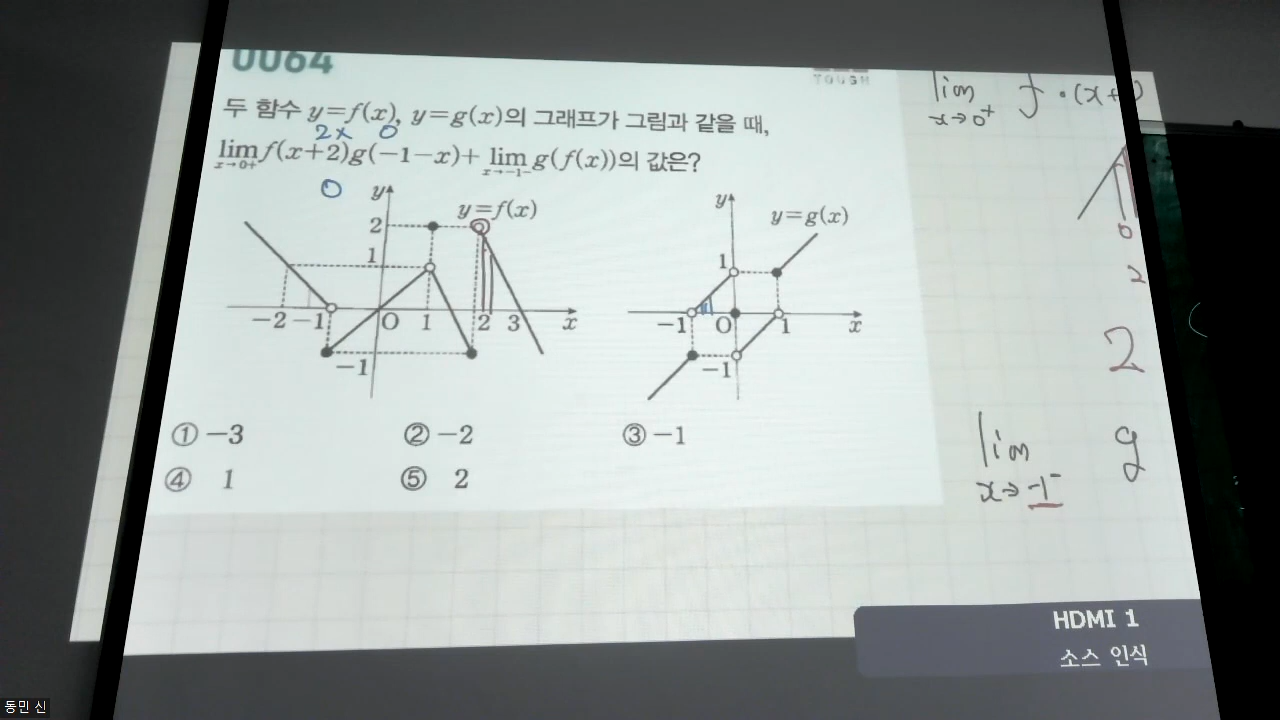 0064
TOUGH
두 함수 y=f(x), y=g(x)의 그래프가 그림과 같을 때,
2x 0
lim x→0+ f(x+2)g(-1-x)+ lim x→-1- g(f(x))의 값은?
0
y
2
y=f(x)
1
-2 -1 O 1 2 3 x
-1
y
y=g(x)
1
-1 O 1 x
-1
① -3 ② -2 ③ -1
④ 1 ⑤ 2
lim x→0+ f·(x+
0
2
2
lim x→-1- g
HDMI 1
소스 인식
동민 신